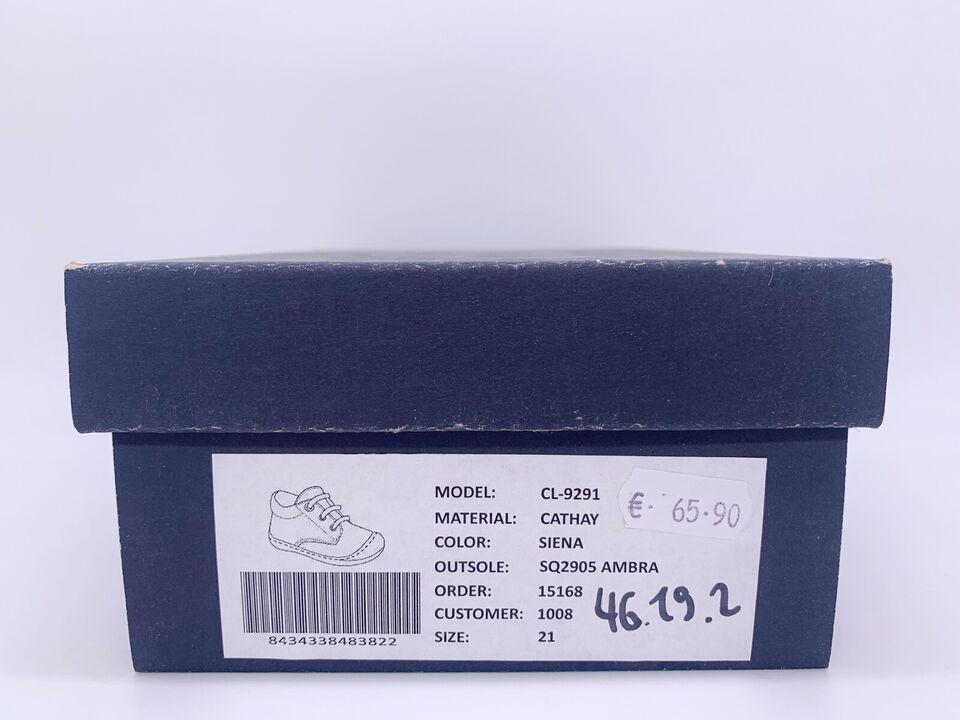 MODEL: CL-9291
€. 65.90
MATERIAL: CATHAY
COLOR: SIENA
OUTSOLE: SQ2905 AMBRA
ORDER: 15168
CUSTOMER: 1008
46.19.2
SIZE: 21
8434338483822